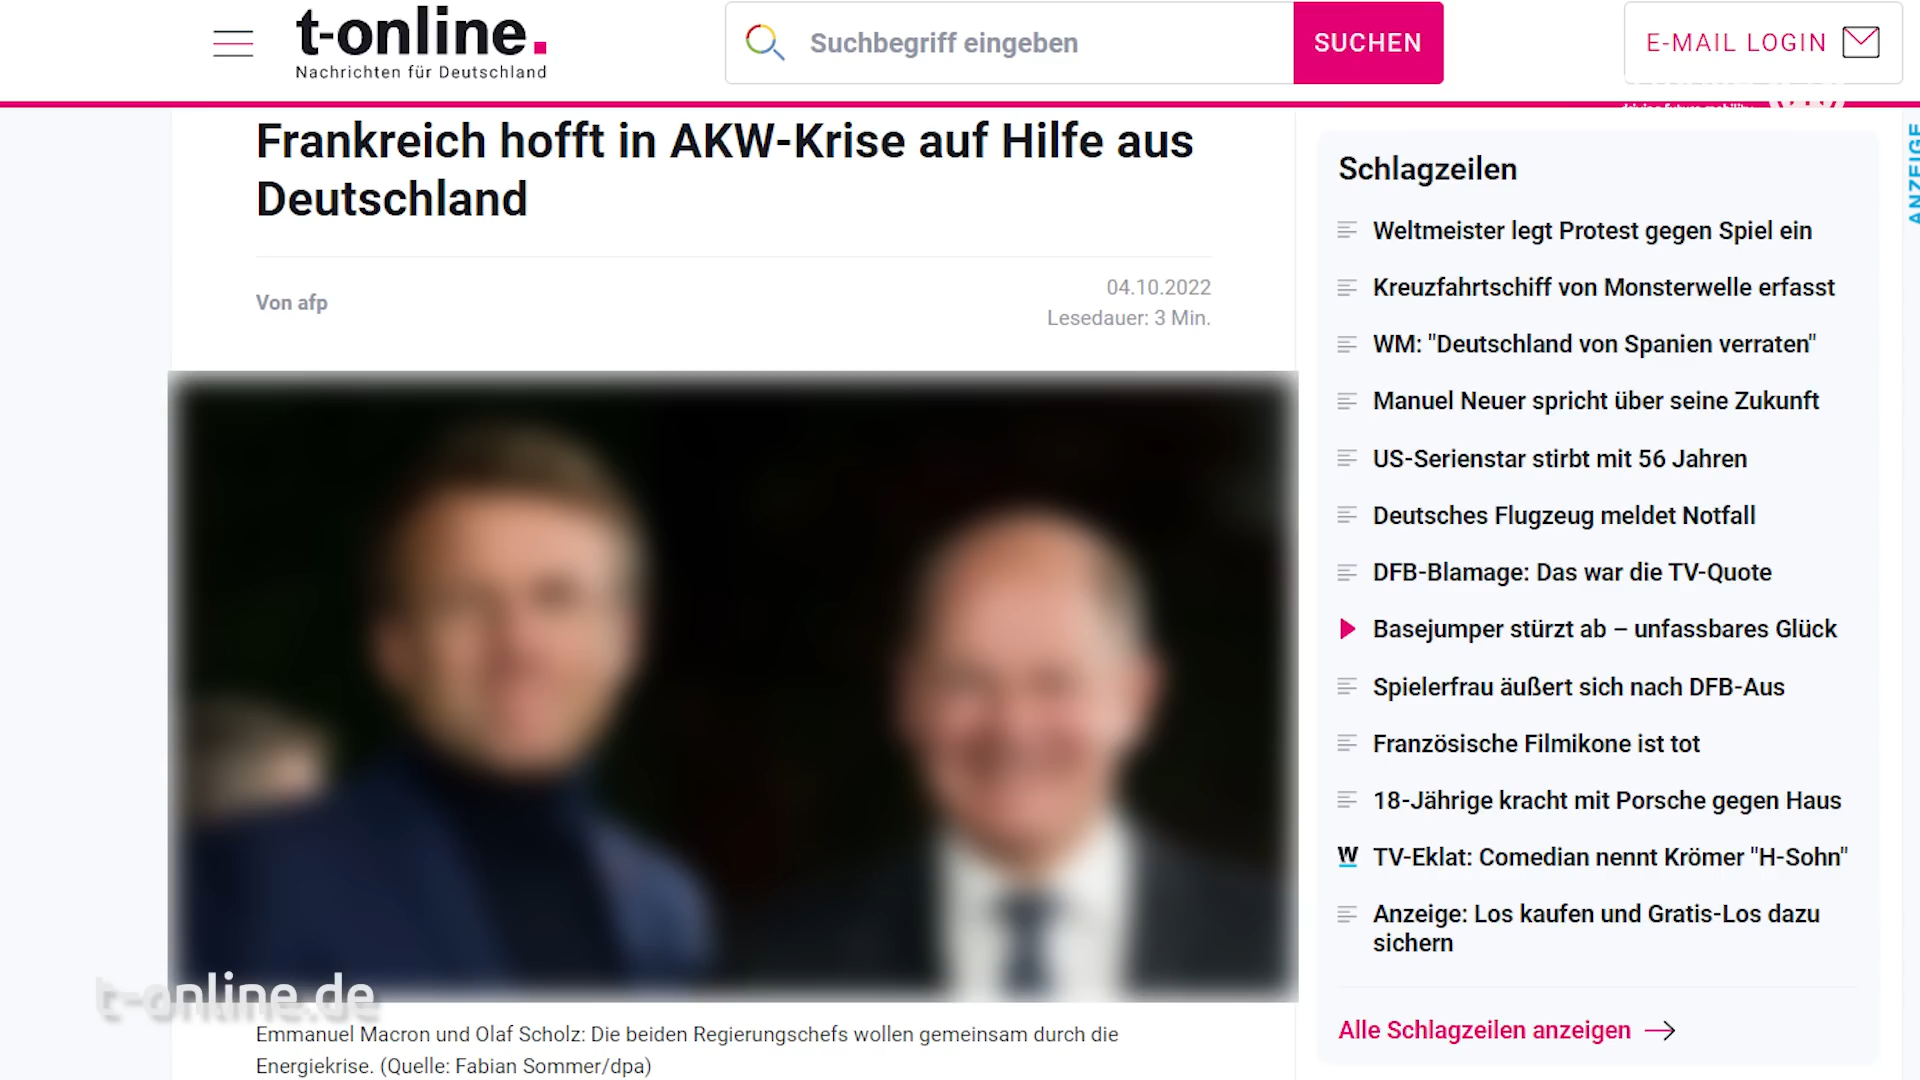 t-online.
Nachrichten für Deutschland
Suchbegriff eingeben
SUCHEN
E-MAIL LOGIN
Frankreich hofft in AKW-Krise auf Hilfe aus
Deutschland
Von afp
04.10.2022
Lesedauer: 3 Min.
t-online.de
Emmanuel Macron und Olaf Scholz: Die beiden Regierungschefs wollen gemeinsam durch die
Energiekrise. (Quelle: Fabian Sommer/dpa)
Schlagzeilen
Weltmeister legt Protest gegen Spiel ein
Kreuzfahrtschiff von Monsterwelle erfasst
WM: "Deutschland von Spanien verraten"
Manuel Neuer spricht über seine Zukunft
US-Serienstar stirbt mit 56 Jahren
Deutsches Flugzeug meldet Notfall
DFB-Blamage: Das war die TV-Quote
Basejumper stürzt ab – unfassbares Glück
Spielerfrau äußert sich nach DFB-Aus
Französische Filmikone ist tot
18-Jährige kracht mit Porsche gegen Haus
W TV-Eklat: Comedian nennt Krömer "H-Sohn"
Anzeige: Los kaufen und Gratis-Los dazu
sichern
Alle Schlagzeilen anzeigen
ANZEIGE